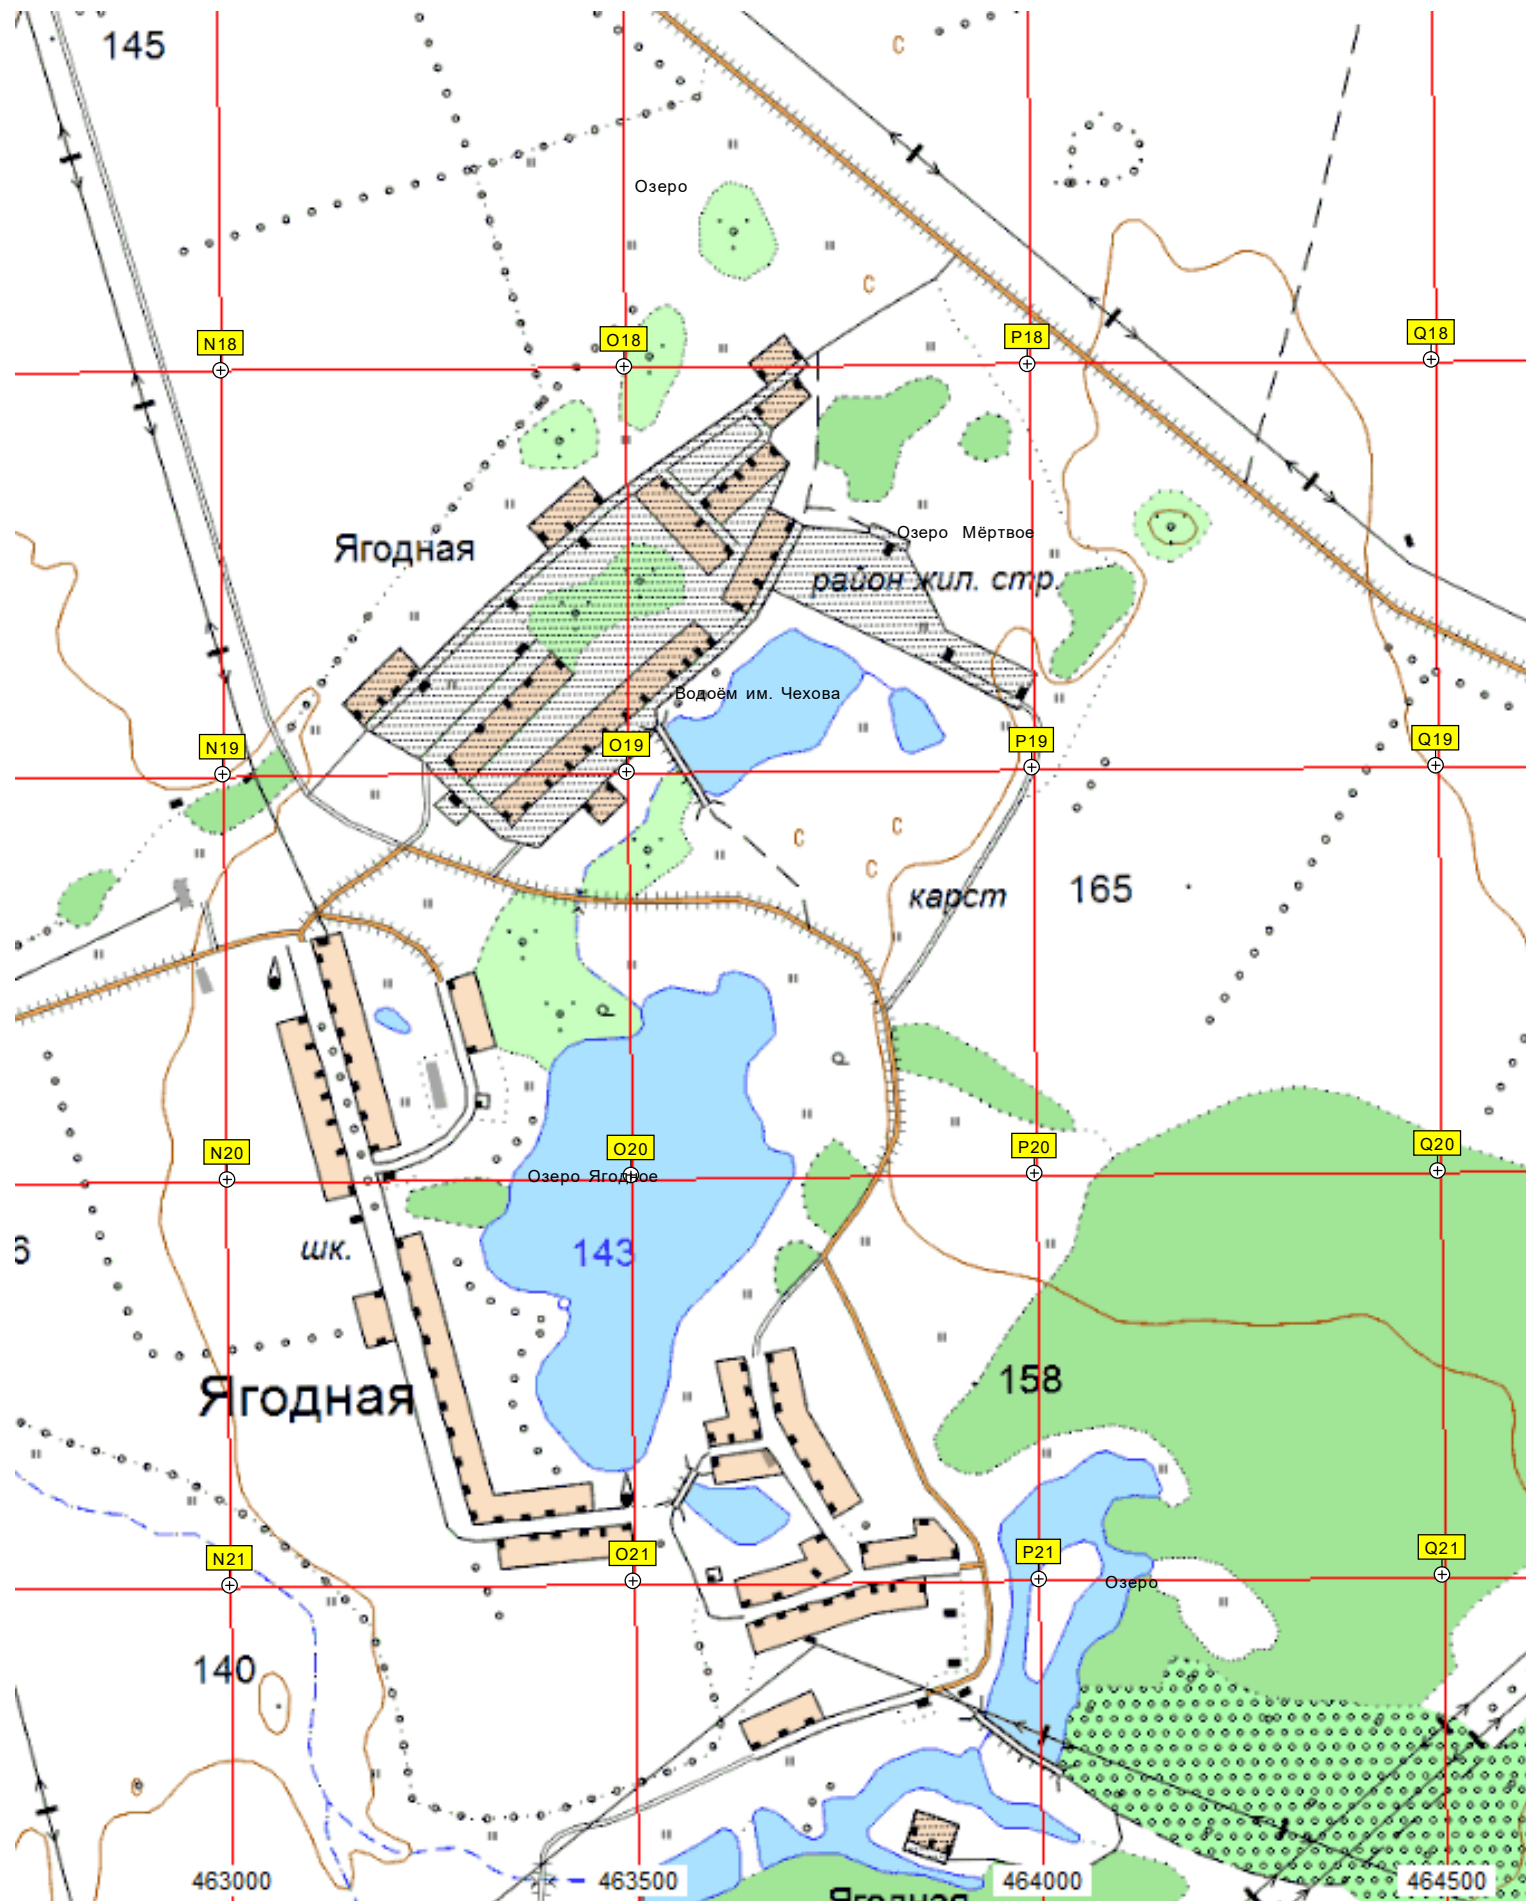 145
С
Озеро
С
N18
O18
P18
Q18
Ягодная
Озеро Мёртвое
район жил. стр.
Водоём им. Чехова
N19
O19
P19
Q19
С
С
С
карст
165
Р
Р
N20
O20
P20
Q20
Озеро Ягодное
шк.
143
6
158
Ягодная
N21
O21
P21
Q21
Озеро
140
463000
463500
464000
464500
Ягодная